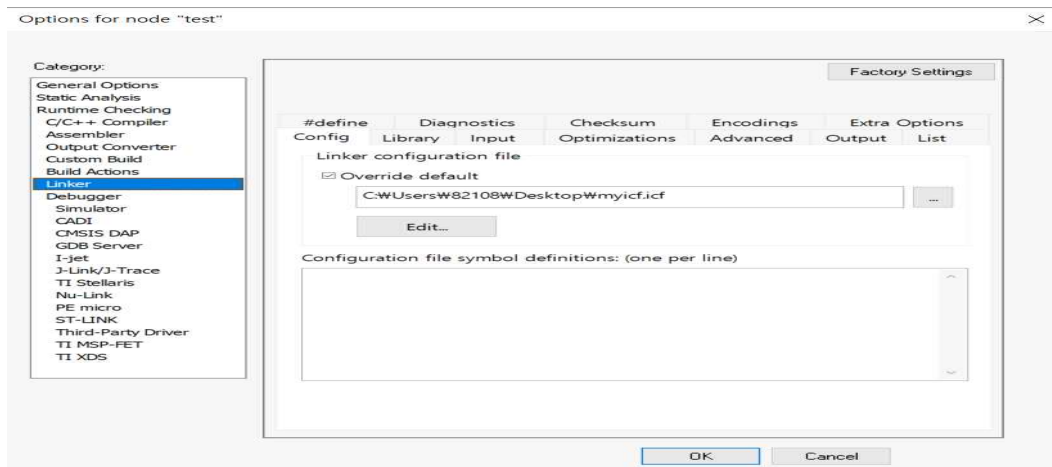 Options for node "test"
Category:
General Options
Static Analysis
Runtime Checking
C/C++ Compiler
Assembler
Output Converter
Custom Build
Build Actions
Linker
Debugger
Simulator
CADI
CMSIS DAP
GDB Server
I-jet
J-Link/J-Trace
TI Stellaris
Nu-Link
PE micro
ST-LINK
Third-Party Driver
TI MSP-FET
TI XDS
Factory Settings
#define Diagnostics Checksum Encodings Extra Options
Config Library Input Optimizations Advanced Output List
Linker configuration file
Override default
C:₩Users₩82108₩Desktop₩myicf.icf
...
Edit...
Configuration file symbol definitions: (one per line)
OK Cancel